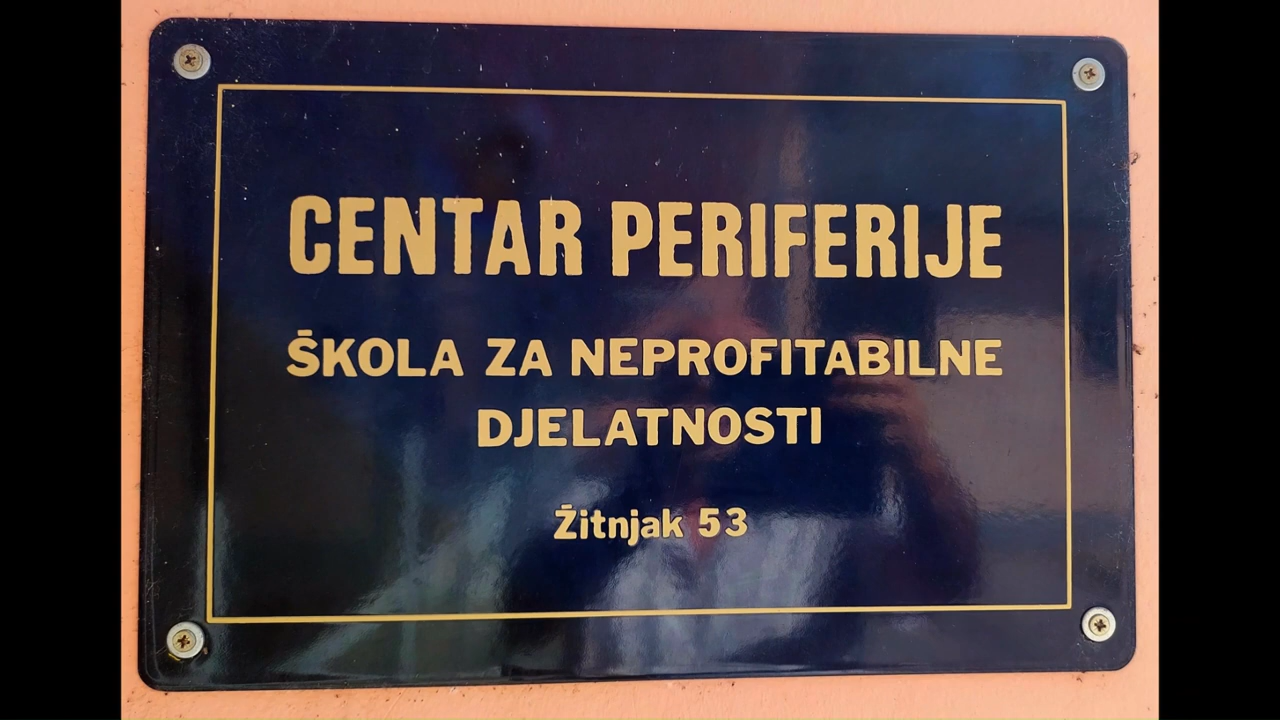 CENTAR PERIFERIJE
ŠKOLA ZA NEPROFITABILNE
DJELATNOSTI
Žitnjak 53